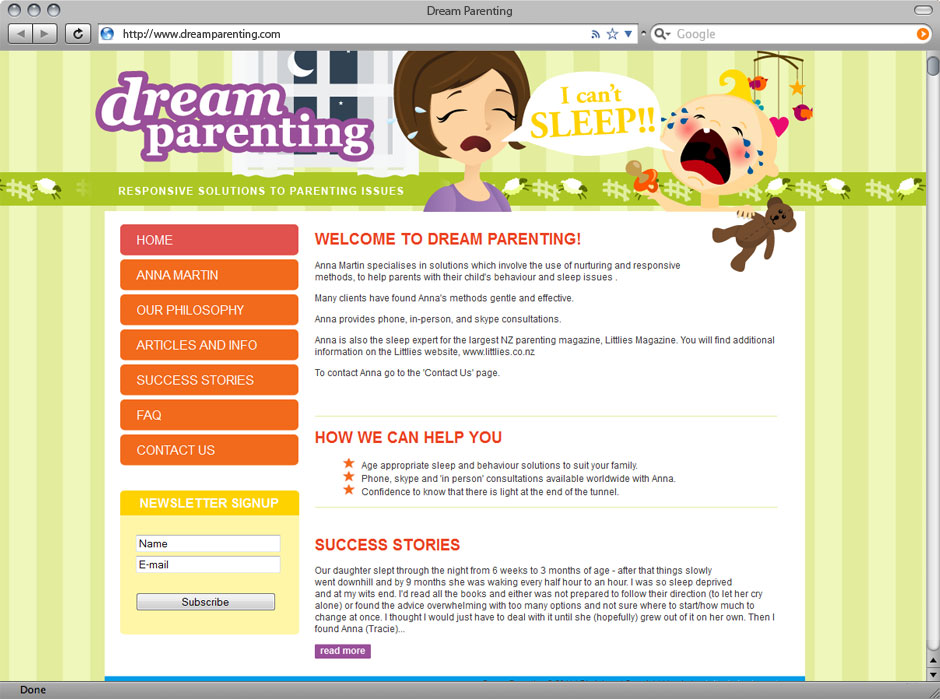 Dream Parenting
http://www.dreamparenting.com
Google
dream
parenting
I can't
SLEEP!!
RESPONSIVE SOLUTIONS TO PARENTING ISSUES
HOME
ANNA MARTIN
OUR PHILOSOPHY
ARTICLES AND INFO
SUCCESS STORIES
FAQ
CONTACT US
NEWSLETTER SIGNUP
Name
E-mail
Subscribe
WELCOME TO DREAM PARENTING!
Anna Martin specialises in solutions which involve the use of nurturing and responsive
methods, to help parents with their child's behaviour and sleep issues .
Many clients have found Anna's methods gentle and effective.
Anna provides phone, in-person, and skype consultations.
Anna is also the sleep expert for the largest NZ parenting magazine, Littlies Magazine. You will find additional
information on the Littlies website, www.littlies.co.nz
To contact Anna go to the 'Contact Us' page.
HOW WE CAN HELP YOU
Age appropriate sleep and behaviour solutions to suit your family.
Phone, skype and 'in person' consultations available worldwide with Anna.
Confidence to know that there is light at the end of the tunnel.
SUCCESS STORIES
Our daughter slept through the night from 6 weeks to 3 months of age - after that things slowly
went downhill and by 9 months she was waking every half hour to an hour. I was so sleep deprived
and at my wits end. I'd read all the books and either was not prepared to follow their direction (to let her cry
alone) or found the advice overwhelming with too many options and not sure where to start/how much to
change at once. I thought I would just have to deal with it until she (hopefully) grew out of it on her own. Then I
found Anna (Tracie)...
read more
Done